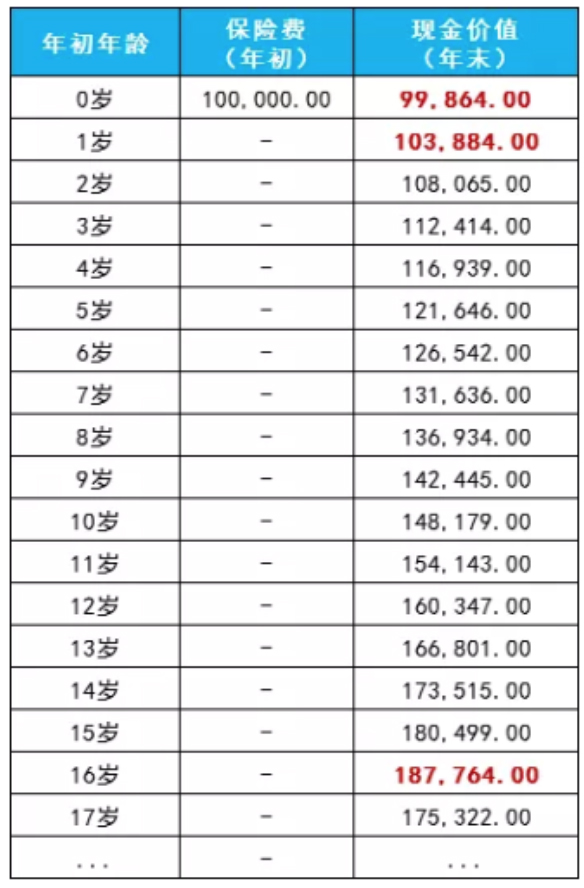 年初年龄 保险费（年初） 现金价值（年末）
0岁 100,000.00 99,864.00
1岁 - 103,884.00
2岁 - 108,065.00
3岁 - 112,414.00
4岁 - 116,939.00
5岁 - 121,646.00
6岁 - 126,542.00
7岁 - 131,636.00
8岁 - 136,934.00
9岁 - 142,445.00
10岁 - 148,179.00
11岁 - 154,143.00
12岁 - 160,347.00
13岁 - 166,801.00
14岁 - 173,515.00
15岁 - 180,499.00
16岁 - 187,764.00
17岁 - 175,322.00
... - ...